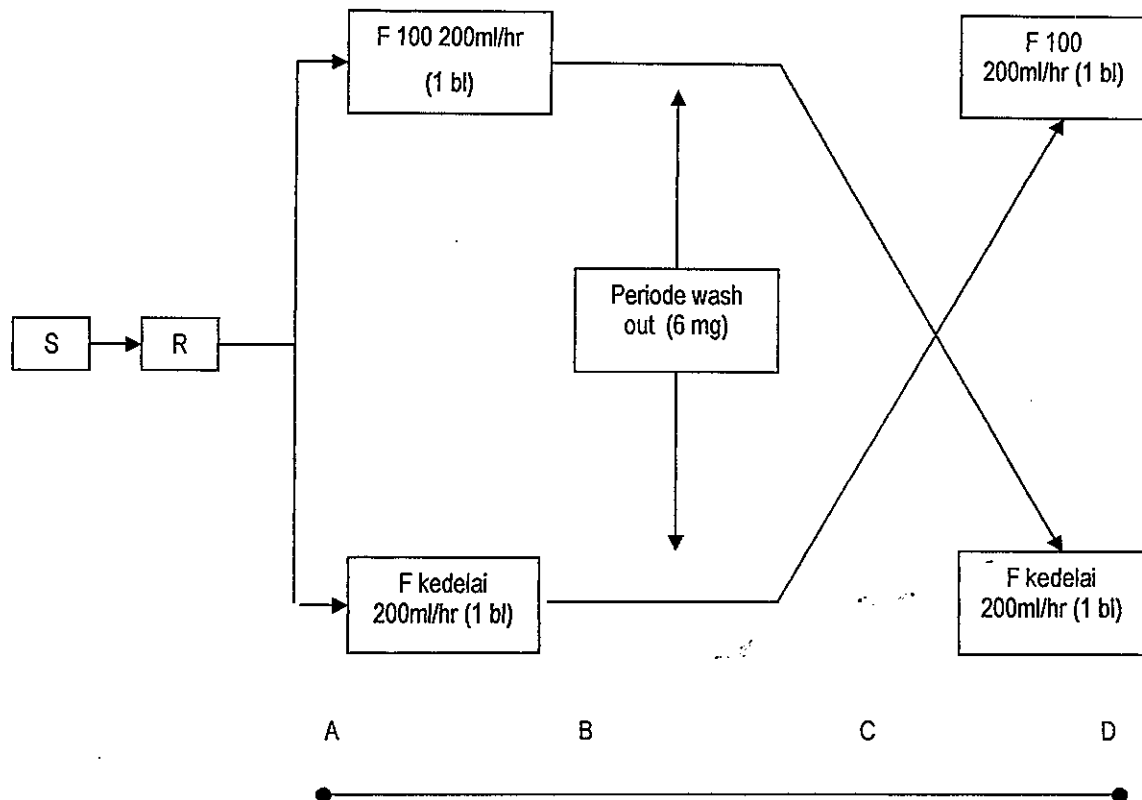 F 100 200ml/hr
(1 bl)
F 100
200ml/hr (1 bl)
Periode wash
out (6 mg)
S
R
F kedelai
200ml/hr (1 bl)
F kedelai
200ml/hr (1 bl)
A
B
C
D